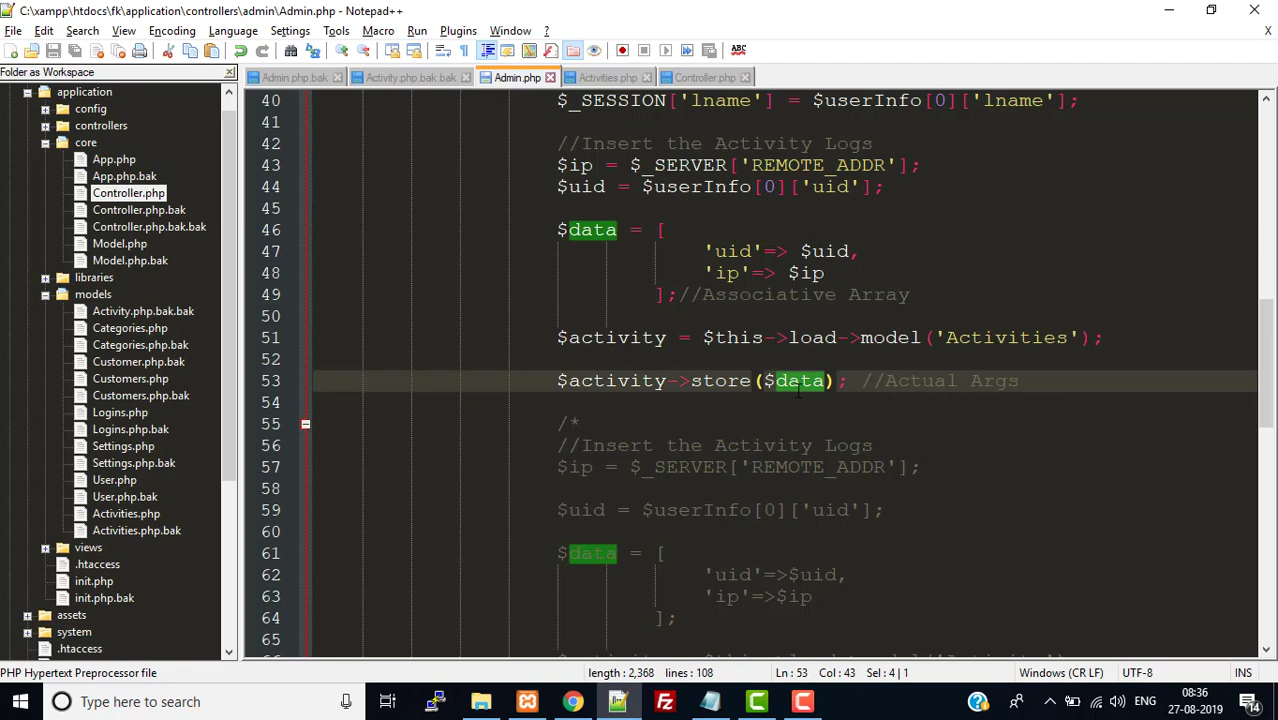 C:\xampp\htdocs\fk\application\controllers\admin\Admin.php - Notepad++
File Edit Search View Encoding Language Settings Tools Macro Run Plugins Window ? X
Folder as Workspace
Admin.php.bak Activity.php.bak.bak Admin.php Activities.php Controller.php
application
config
controllers
core
App.php
App.php.bak
Controller.php
Controller.php.bak
Controller.php.bak.bak
Model.php
Model.php.bak
libraries
models
Activity.php.bak.bak
Categories.php
Categories.php.bak
Customer.php.bak
Customers.php
Customers.php.bak
Logins.php
Logins.php.bak
Settings.php
Settings.php.bak
User.php
User.php.bak
Activities.php
Activities.php.bak
views
.htaccess
init.php
init.php.bak
assets
system
.htaccess
40 $_SESSION['lname'] = $userInfo[0]['lname'];
41
42 //Insert the Activity Logs
43 $ip = $_SERVER['REMOTE_ADDR'];
44 $uid = $userInfo[0]['uid'];
45
46 $data = [
47 'uid'=> $uid,
48 'ip'=> $ip
49 ];//Associative Array
50
51 $activity = $this->load->model('Activities');
52
53 $activity->store($data); //Actual Args
54
55 /*
56 //Insert the Activity Logs
57 $ip = $_SERVER['REMOTE_ADDR'];
58
59 $uid = $userInfo[0]['uid'];
60
61 $data = [
62 'uid'=>$uid,
63 'ip'=>$ip
64 ];
65
PHP Hypertext Preprocessor file length : 2,368 lines : 108 Ln : 53 Col : 43 Sel : 4 | 1 Windows (CR LF) UTF-8 INS
Type here to search
ENG
08:36
27-08-2019
14